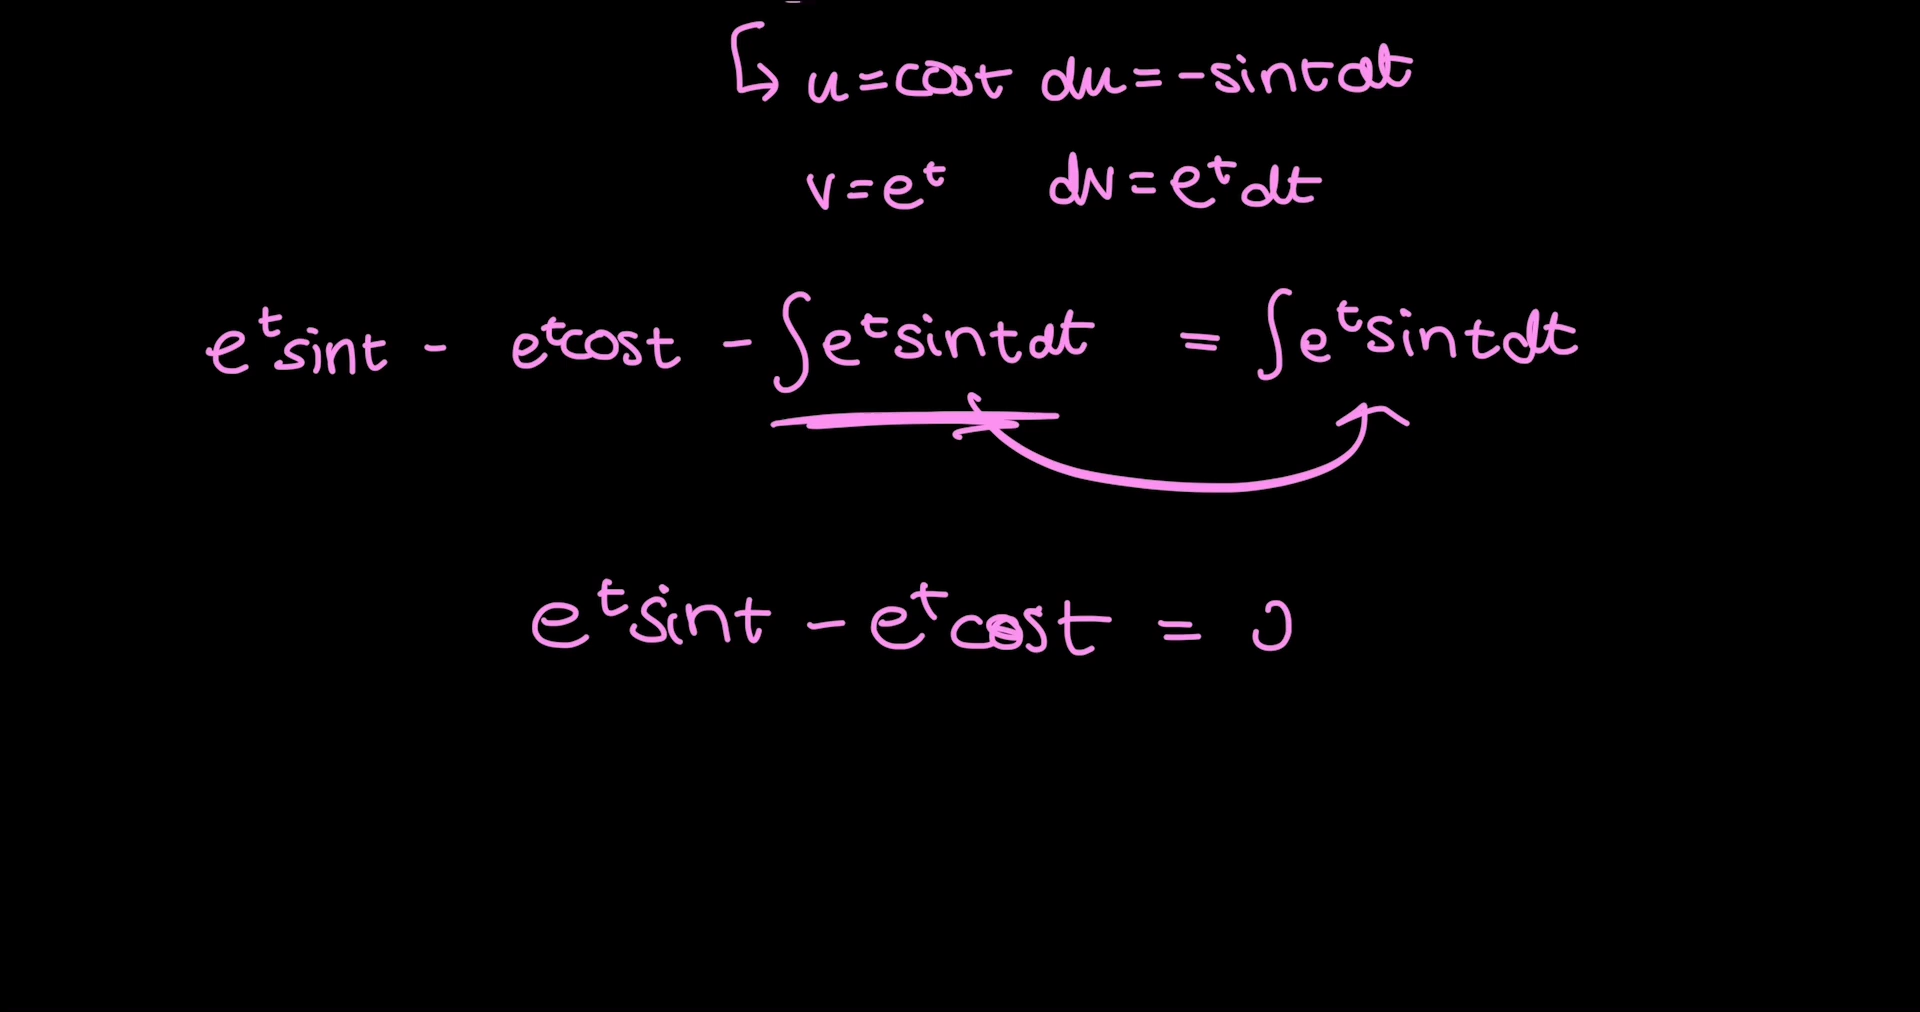 u = cost du = -sintdt
v = e^t dv = e^t dt
e^t sint - e^t cost - ∫e^t sintdt = ∫e^t sintdt
e^t sint - e^t cost =